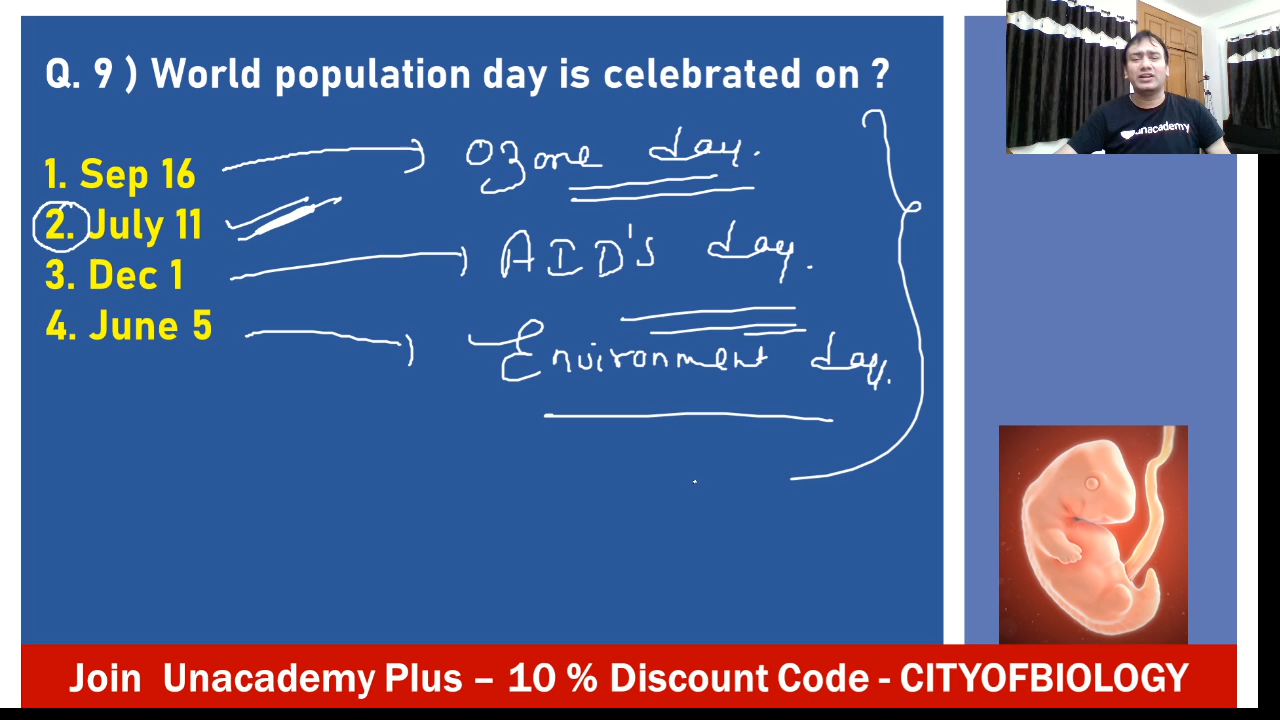 Q. 9 ) World population day is celebrated on ?
1. Sep 16 Ozone day.
2. July 11
3. Dec 1 AID's day.
4. June 5 Environment day.
unacademy
Join Unacademy Plus – 10 % Discount Code - CITYOFBIOLOGY